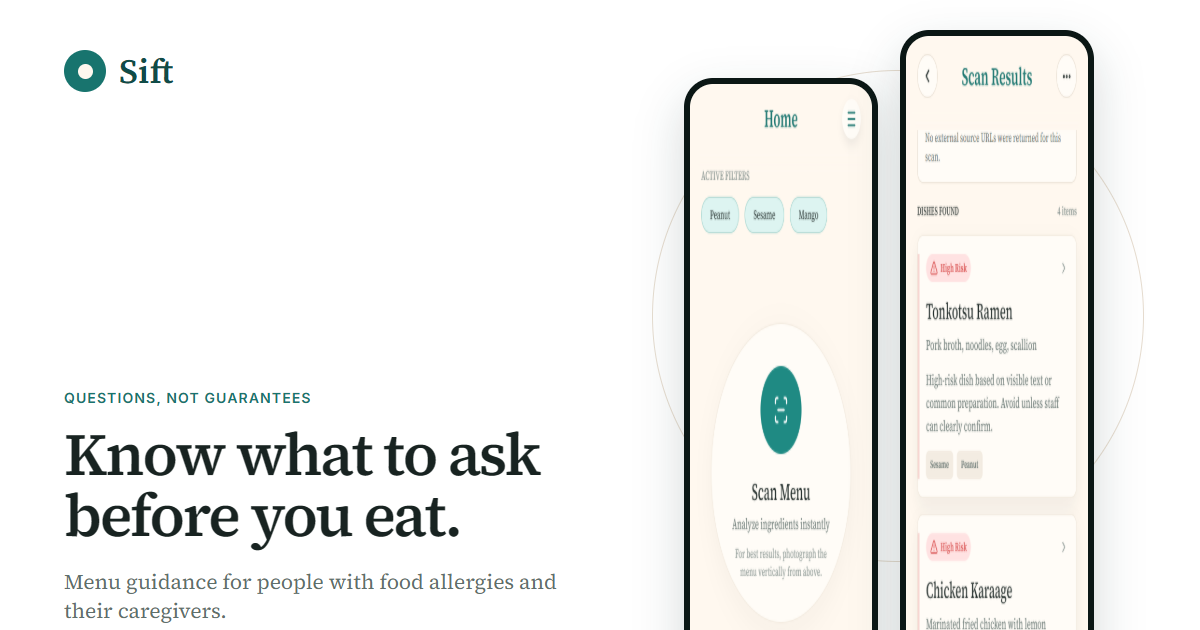 Sift
QUESTIONS, NOT GUARANTEES
Know what to ask
before you eat.
Menu guidance for people with food allergies and
their caregivers.
Home
ACTIVE FILTERS
Peanut
Sesame
Mango
Scan Menu
Analyze ingredients instantly
For best results, photograph the
menu vertically from above.
Scan Results
No external source URLs were returned for this
scan.
DISHES FOUND
4 items
High Risk
Tonkotsu Ramen
Pork broth, noodles, egg, scallion
High-risk dish based on visible text or
common preparation. Avoid unless staff
can clearly confirm.
Sesame
Peanut
High Risk
Chicken Karaage
Marinated fried chicken with lemon